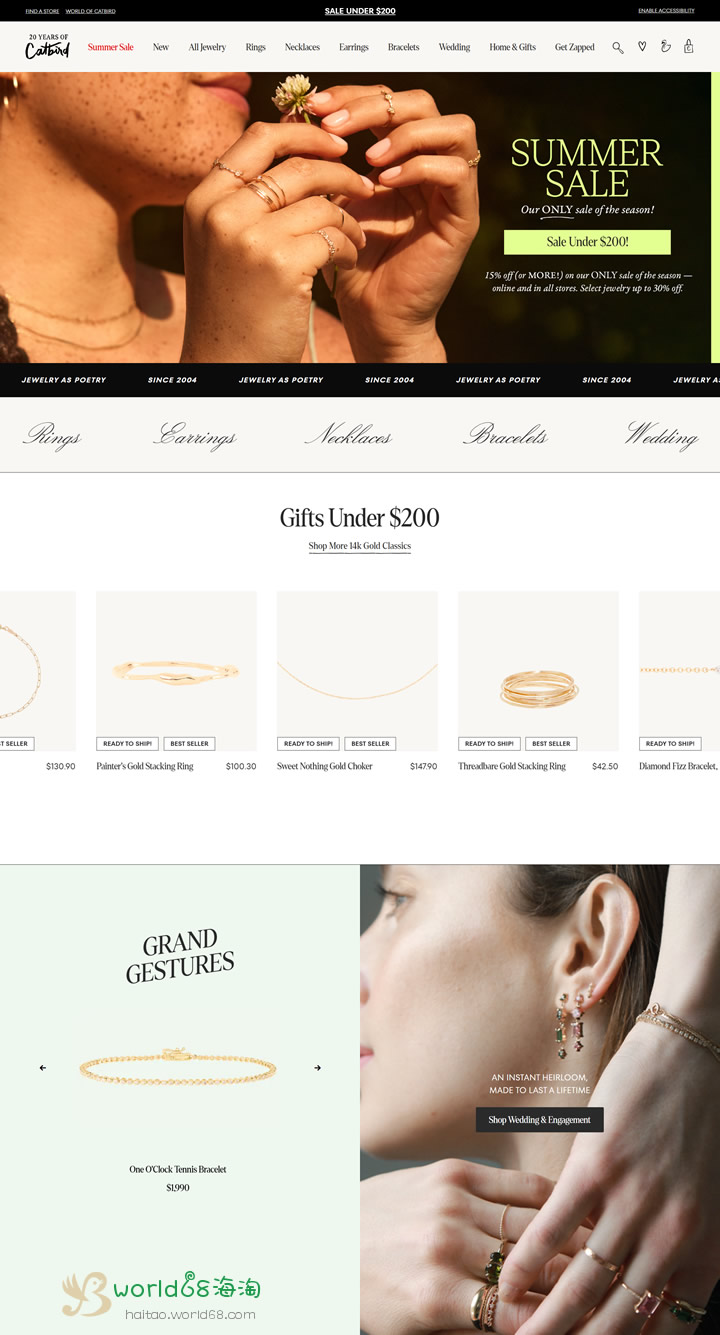 FIND A STORE WORLD OF CATBIRD SALE UNDER $200 ENABLE ACCESSIBILITY
20 YEARS OF
Catbird
Summer Sale New All Jewelry Rings Necklaces Earrings Bracelets Wedding Home & Gifts Get Zapped
SUMMER
SALE
Our ONLY sale of the season!
Sale Under $200!
15% off (or MORE!) on our ONLY sale of the season —
online and in all stores. Select jewelry up to 30% off.
JEWELRY AS POETRY SINCE 2004 JEWELRY AS POETRY SINCE 2004 JEWELRY AS POETRY SINCE 2004 JEWELRY AS
Rings Earrings Necklaces Bracelets Wedding
Gifts Under $200
Shop More 14k Gold Classics
T SELLER READY TO SHIP! BEST SELLER READY TO SHIP! BEST SELLER READY TO SHIP! BEST SELLER READY TO SHIP!
$130.90 Painter's Gold Stacking Ring $100.30 Sweet Nothing Gold Choker $147.90 Threadbare Gold Stacking Ring $42.50 Diamond Fizz Bracelet,
GRAND
GESTURES
One O'Clock Tennis Bracelet
$1,990
AN INSTANT HEIRLOOM,
MADE TO LAST A LIFETIME
Shop Wedding & Engagement
world68海淘
haitao.world68.com